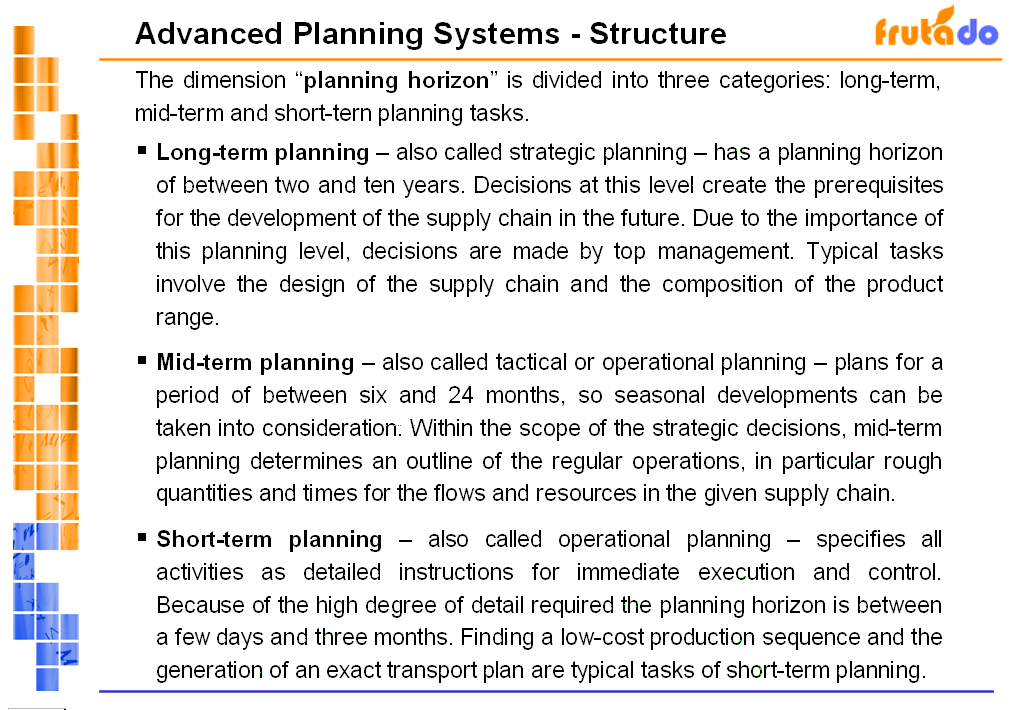 Advanced Planning Systems - Structure
frutado
The dimension “planning horizon” is divided into three categories: long-term,
mid-term and short-tern planning tasks.
▪ Long-term planning – also called strategic planning – has a planning horizon
of between two and ten years. Decisions at this level create the prerequisites
for the development of the supply chain in the future. Due to the importance of
this planning level, decisions are made by top management. Typical tasks
involve the design of the supply chain and the composition of the product
range.
▪ Mid-term planning – also called tactical or operational planning – plans for a
period of between six and 24 months, so seasonal developments can be
taken into consideration. Within the scope of the strategic decisions, mid-term
planning determines an outline of the regular operations, in particular rough
quantities and times for the flows and resources in the given supply chain.
▪ Short-term planning – also called operational planning – specifies all
activities as detailed instructions for immediate execution and control.
Because of the high degree of detail required the planning horizon is between
a few days and three months. Finding a low-cost production sequence and the
generation of an exact transport plan are typical tasks of short-term planning.